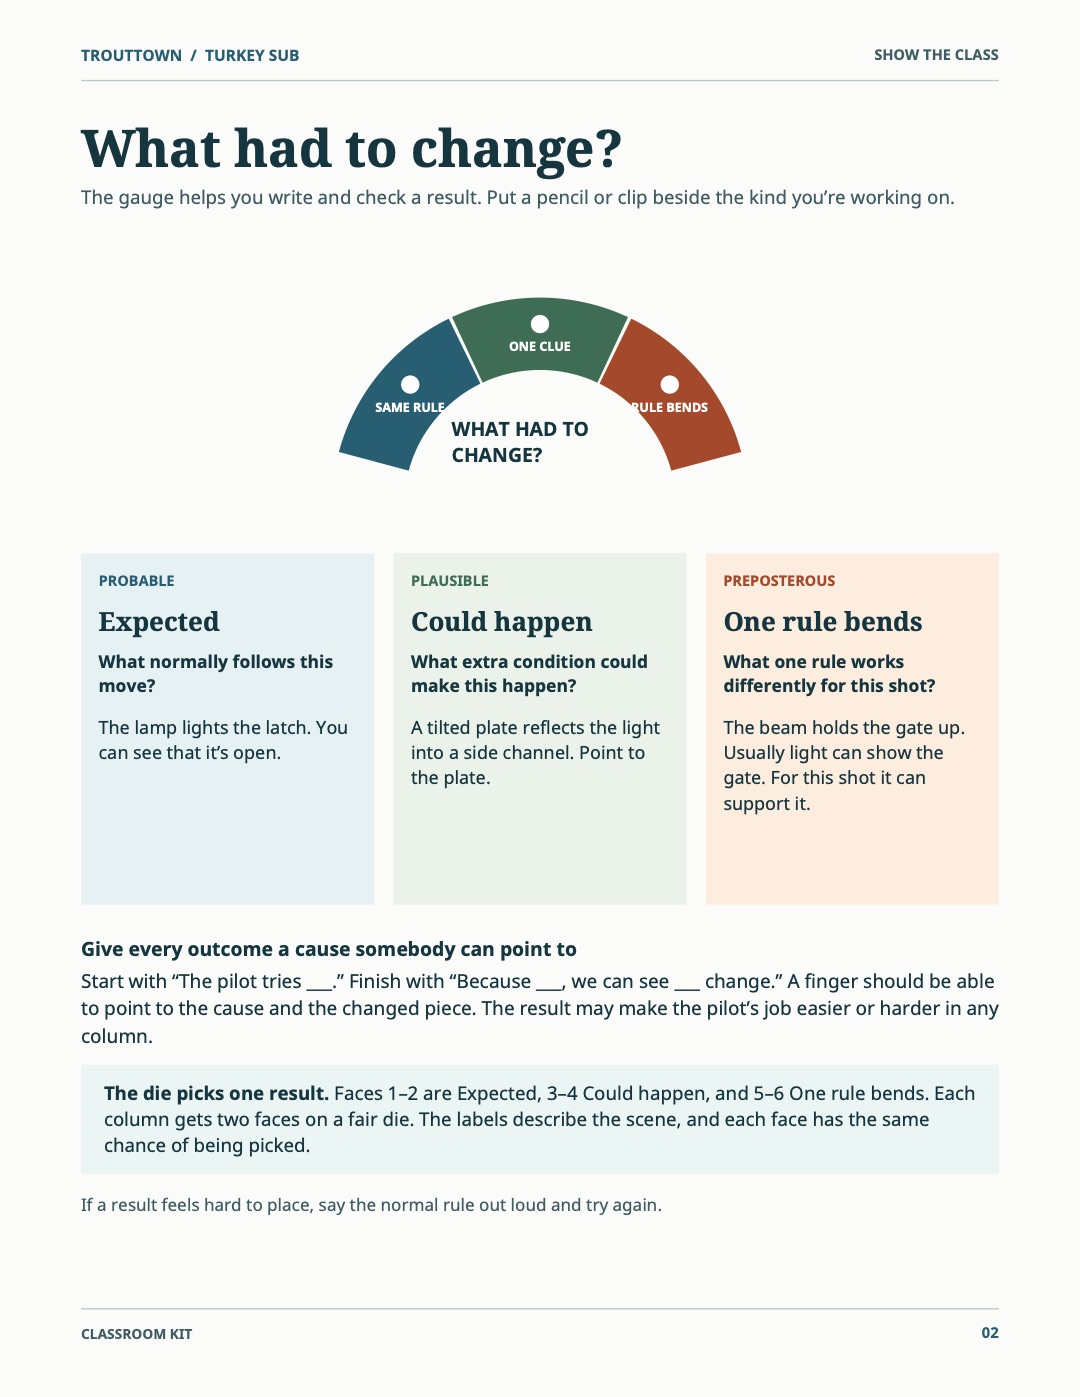 TROUTTOWN / TURKEY SUB
SHOW THE CLASS
What had to change?
The gauge helps you write and check a result. Put a pencil or clip beside the kind you’re working on.
ONE CLUE
SAME RULE
RULE BENDS
WHAT HAD TO
CHANGE?
PROBABLE
Expected
What normally follows this
move?
The lamp lights the latch. You
can see that it’s open.
PLAUSIBLE
Could happen
What extra condition could
make this happen?
A tilted plate reflects the light
into a side channel. Point to
the plate.
PREPOSTEROUS
One rule bends
What one rule works
differently for this shot?
The beam holds the gate up.
Usually light can show the
gate. For this shot it can
support it.
Give every outcome a cause somebody can point to
Start with “The pilot tries ___.” Finish with “Because ___, we can see ___ change.” A finger should be able
to point to the cause and the changed piece. The result may make the pilot’s job easier or harder in any
column.
The die picks one result. Faces 1–2 are Expected, 3–4 Could happen, and 5–6 One rule bends. Each
column gets two faces on a fair die. The labels describe the scene, and each face has the same
chance of being picked.
If a result feels hard to place, say the normal rule out loud and try again.
CLASSROOM KIT
02